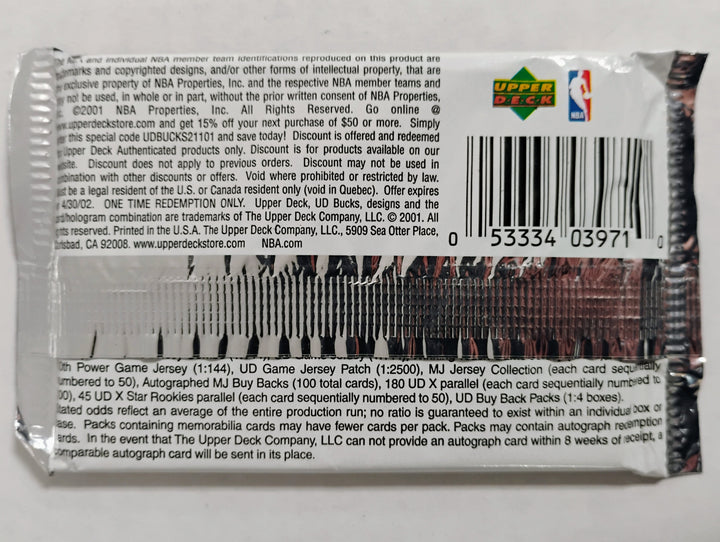 and individual NBA member team identifications reproduced on this product are
marks and copyrighted designs, and/or other forms of intellectual property, that are
exclusive property of NBA Properties, Inc. and the respective NBA member teams and
not be used, in whole or in part, without the prior written consent of NBA Properties,
©2001 NBA Properties, Inc. All Rights Reserved. Go online @
www.upperdeckstore.com and get 15% off your next purchase of $50 or more. Simply
this special code UDBUCKS21101 and save today! Discount is offered and redeemed
Upper Deck Authenticated products only. Discount is for products available on our
Discount does not apply to previous orders. Discount may not be used in
bination with other discounts or offers. Void where prohibited or restricted by law.
be a legal resident of the U.S. or Canada resident only (void in Quebec). Offer expires
4/30/02. ONE TIME REDEMPTION ONLY. Upper Deck, UD Bucks, designs and the
card/hologram combination are trademarks of The Upper Deck Company, LLC. © 2001. All
rights reserved. Printed in the U.S.A. The Upper Deck Company, LLC., 5909 Sea Otter Place,
Carlsbad, CA 92008. www.upperdeckstore.com NBA.com
UPPER
DECK
NBA
0 53334 03971 0
Power Game Jersey (1:144), UD Game Jersey Patch (1:2500), MJ Jersey Collection (each card sequentially
numbered to 50), Autographed MJ Buy Backs (100 total cards), 180 UD X parallel (each card sequentially numbered to
00), 45 UD X Star Rookies parallel (each card sequentially numbered to 50), UD Buy Back Packs (1:4 boxes).
Stated odds reflect an average of the entire production run; no ratio is guaranteed to exist within an individual box or
case. Packs containing memorabilia cards may have fewer cards per pack. Packs may contain autograph redemption
cards. In the event that The Upper Deck Company, LLC can not provide an autograph card within 8 weeks of receipt, a
comparable autograph card will be sent in its place.